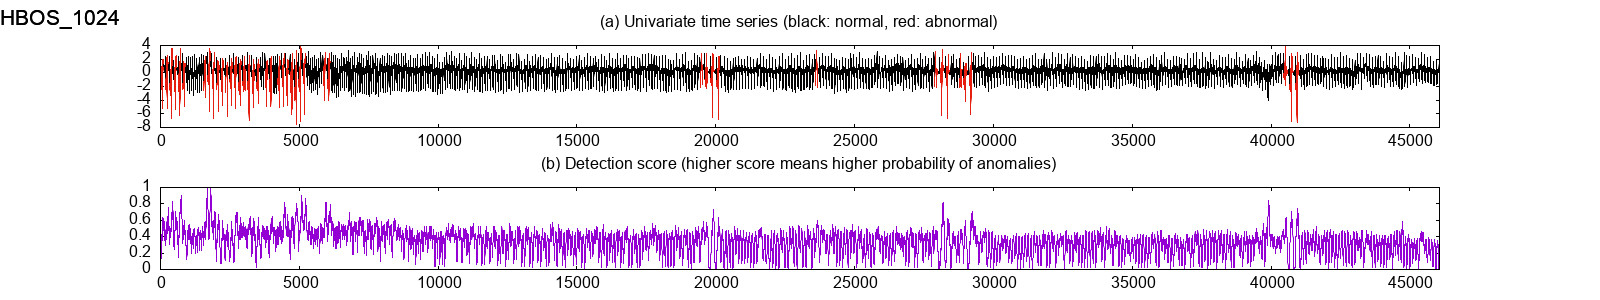 HBOS_1024
(a) Univariate time series (black: normal, red: abnormal)
4
2
0
-2
-4
-6
-8
0 5000 10000 15000 20000 25000 30000 35000 40000 45000
(b) Detection score (higher score means higher probability of anomalies)
1
0.8
0.6
0.4
0.2
0
0 5000 10000 15000 20000 25000 30000 35000 40000 45000